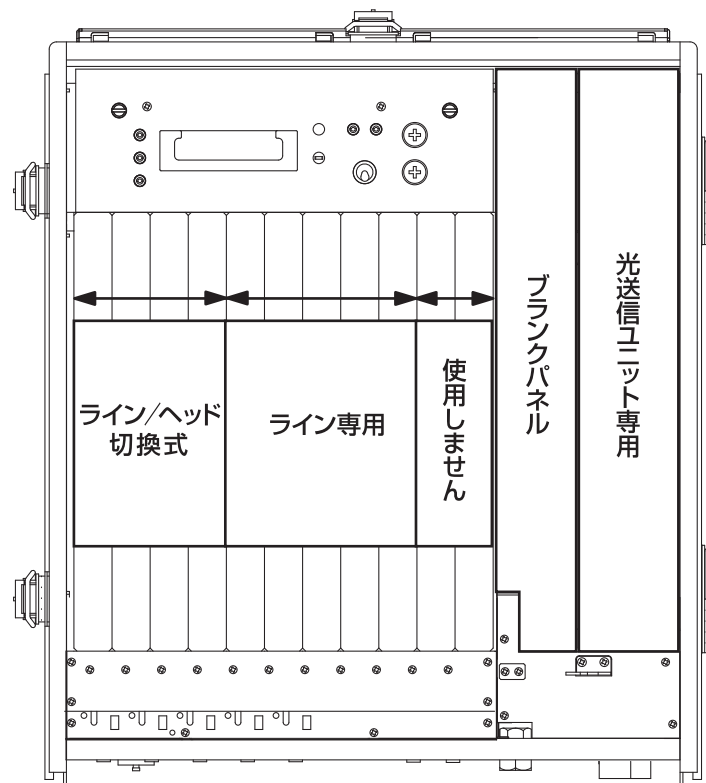 ライン/ヘッド
切換式
ライン専用
使用しません
ブランクパネル
光送信ユニット専用